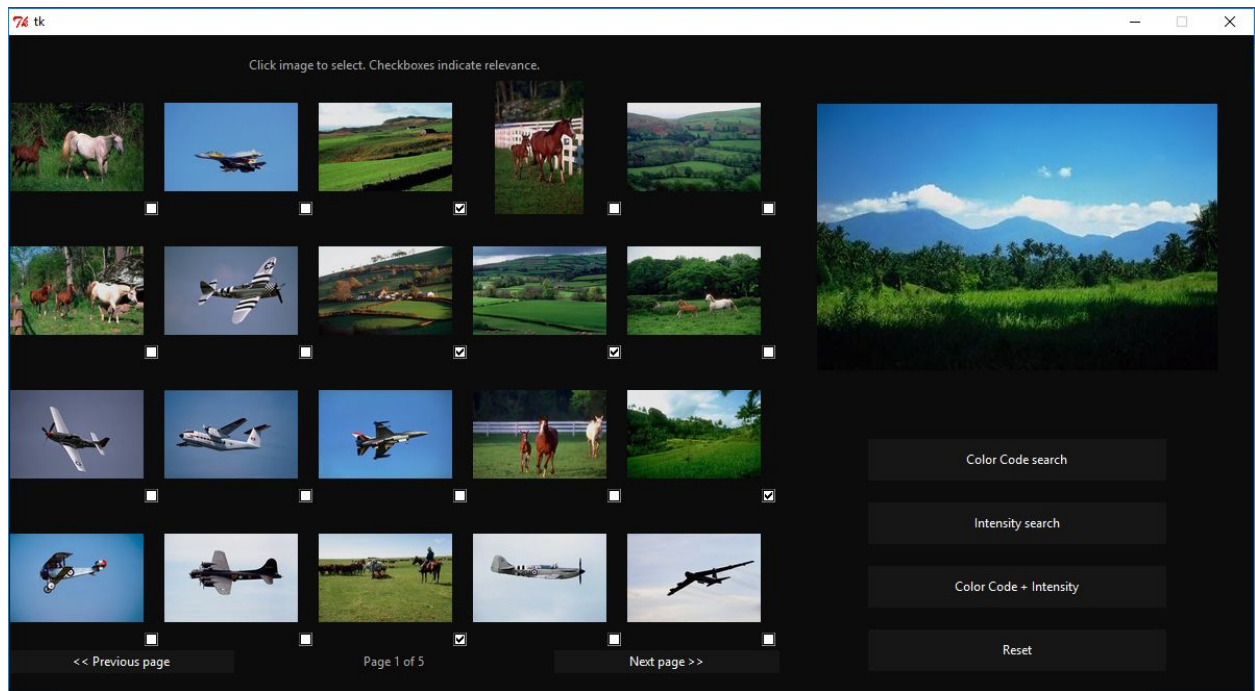 tk
Click image to select. Checkboxes indicate relevance.
Color Code search
Intensity search
Color Code + Intensity
Reset
<< Previous page
Page 1 of 5
Next page >>